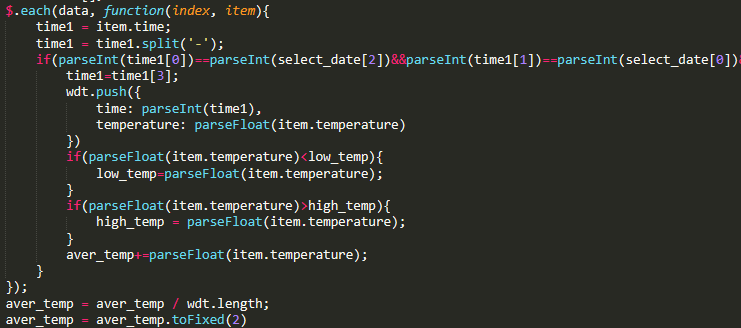 $.each(data, function(index, item){
time1 = item.time;
time1 = time1.split('-');
if(parseInt(time1[0])==parseInt(select_date[2])&&parseInt(time1[1])==parseInt(select_date[0])&
time1=time1[3];
wdt.push({
time: parseInt(time1),
temperature: parseFloat(item.temperature)
})
if(parseFloat(item.temperature)<low_temp){
low_temp=parseFloat(item.temperature);
}
if(parseFloat(item.temperature)>high_temp){
high_temp = parseFloat(item.temperature);
}
aver_temp+=parseFloat(item.temperature);
}
});
aver_temp = aver_temp / wdt.length;
aver_temp = aver_temp.toFixed(2)